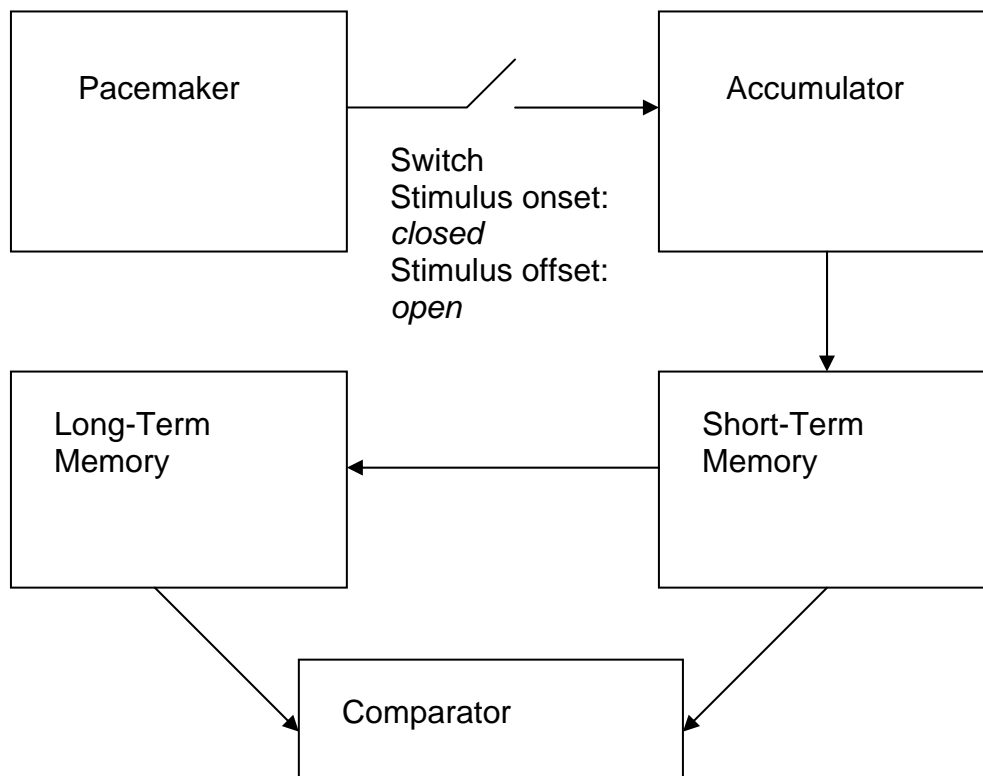 Pacemaker
Accumulator
Switch
Stimulus onset:
closed
Stimulus offset:
open
Long-Term
Memory
Short-Term
Memory
Comparator